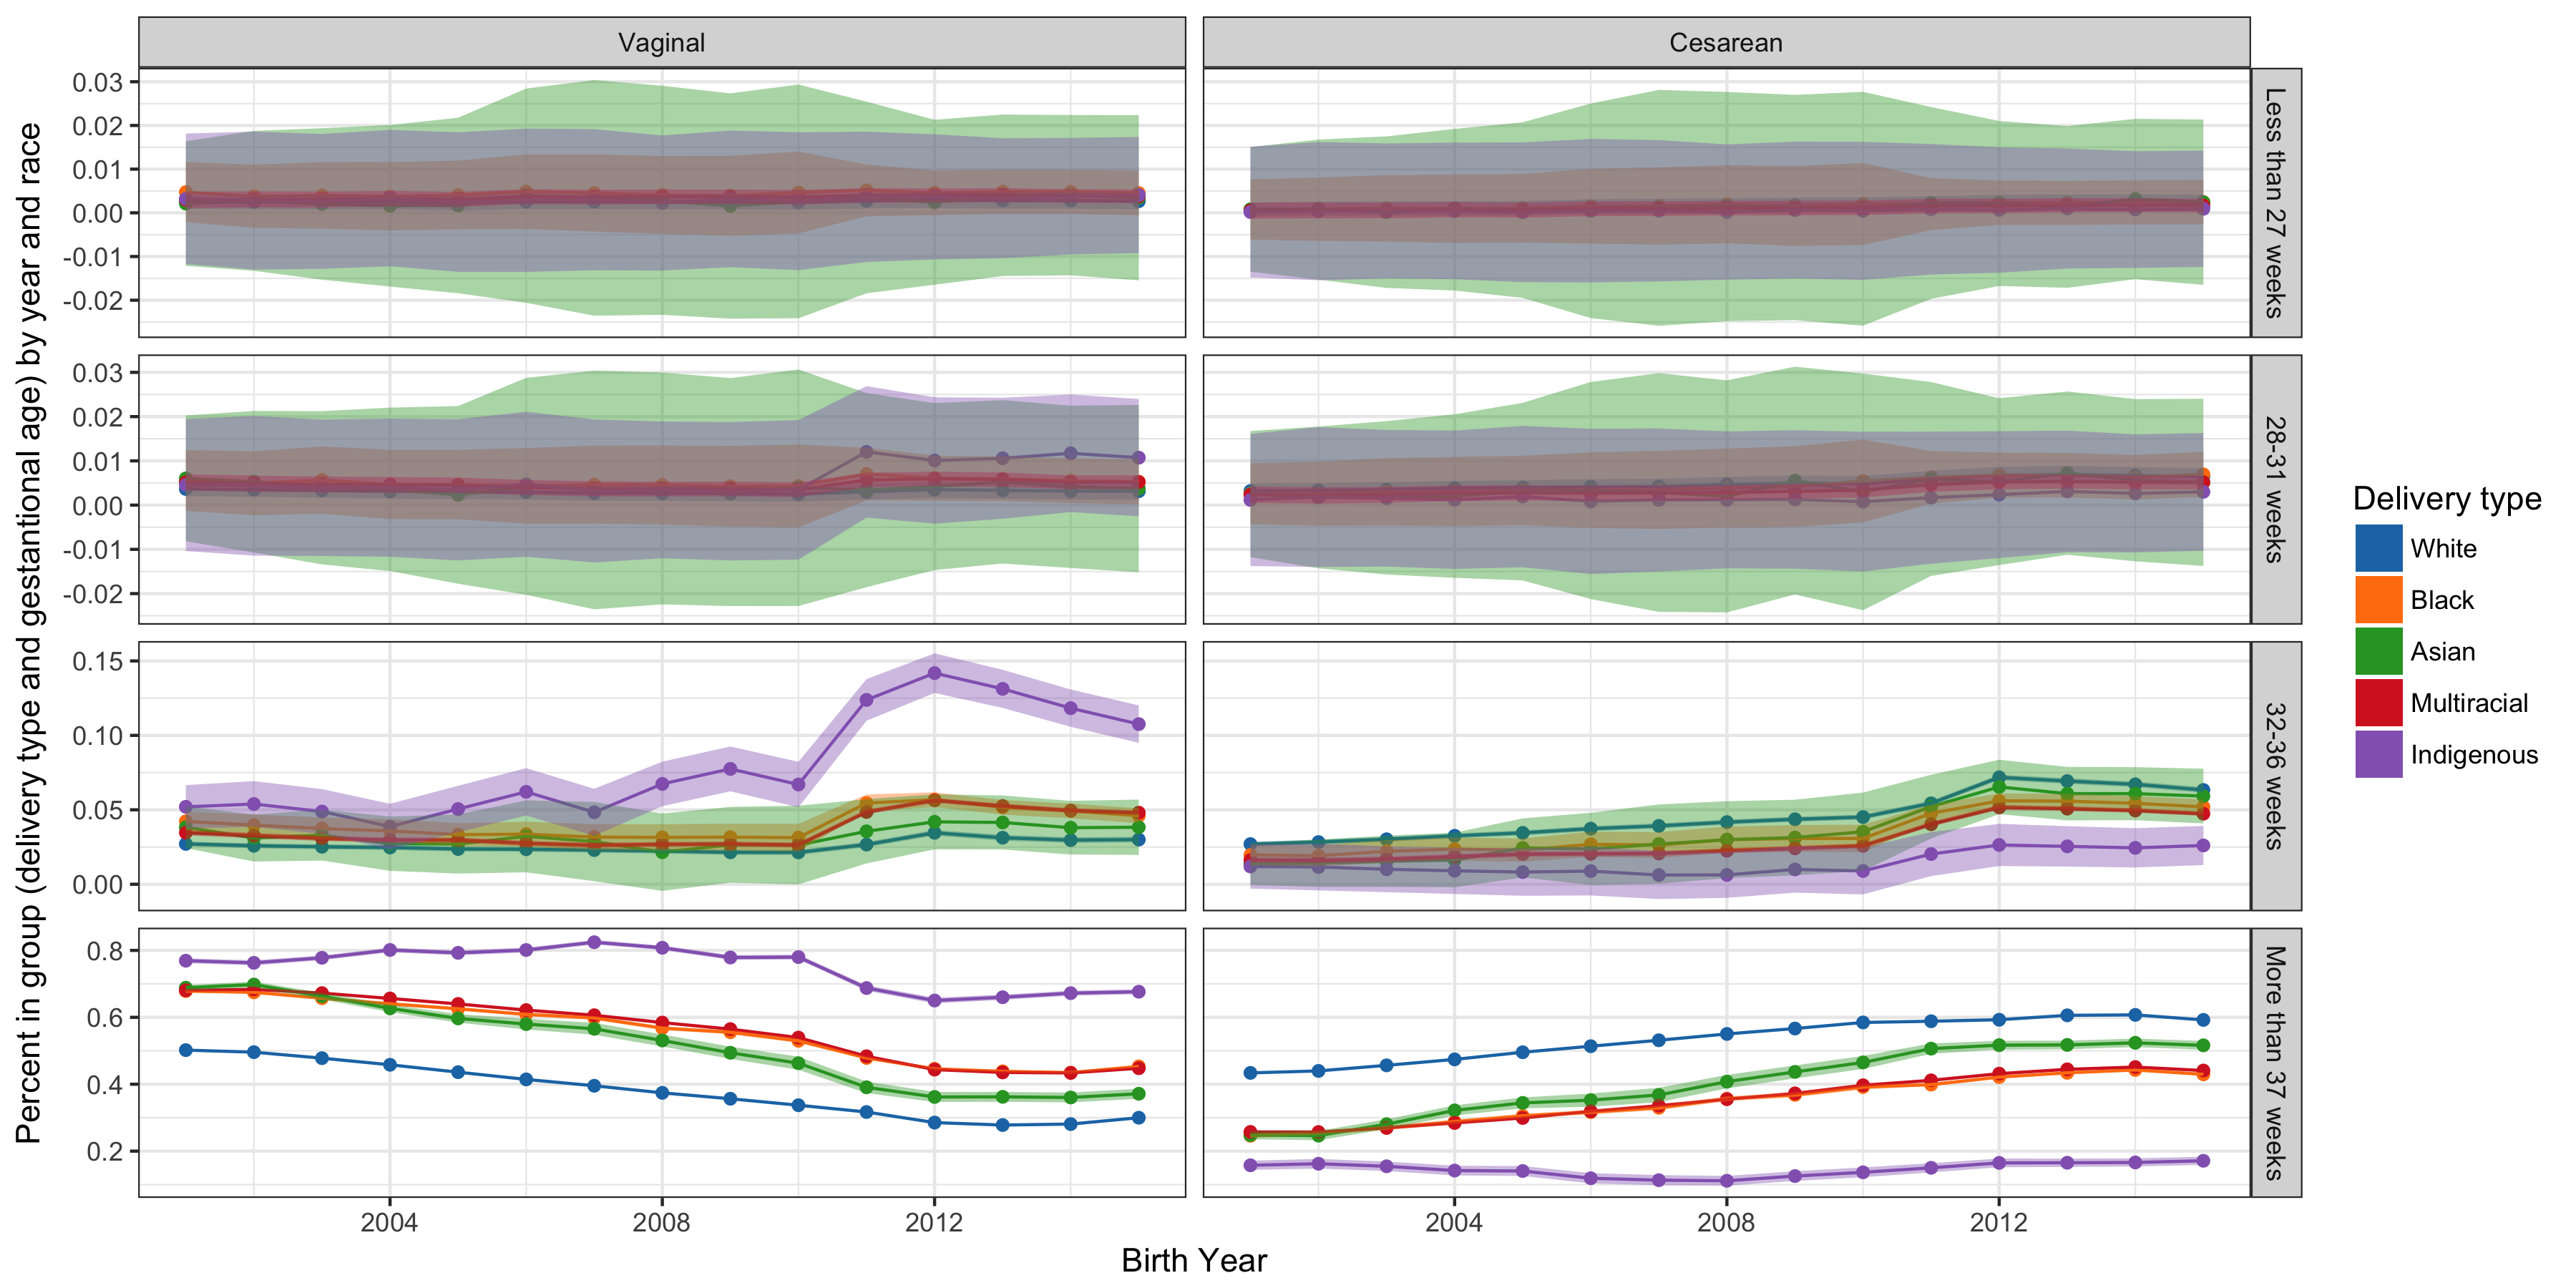 Vaginal
Cesarean
Percent in group (delivery type and gestantional age) by year and race
0.03
0.02
0.01
0.00
-0.01
-0.02
Less than 27 weeks
0.03
0.02
0.01
0.00
-0.01
-0.02
28-31 weeks
0.15
0.10
0.05
0.00
32-36 weeks
0.8
0.6
0.4
0.2
More than 37 weeks
2004
2008
2012
2004
2008
2012
Birth Year
Delivery type
White
Black
Asian
Multiracial
Indigenous